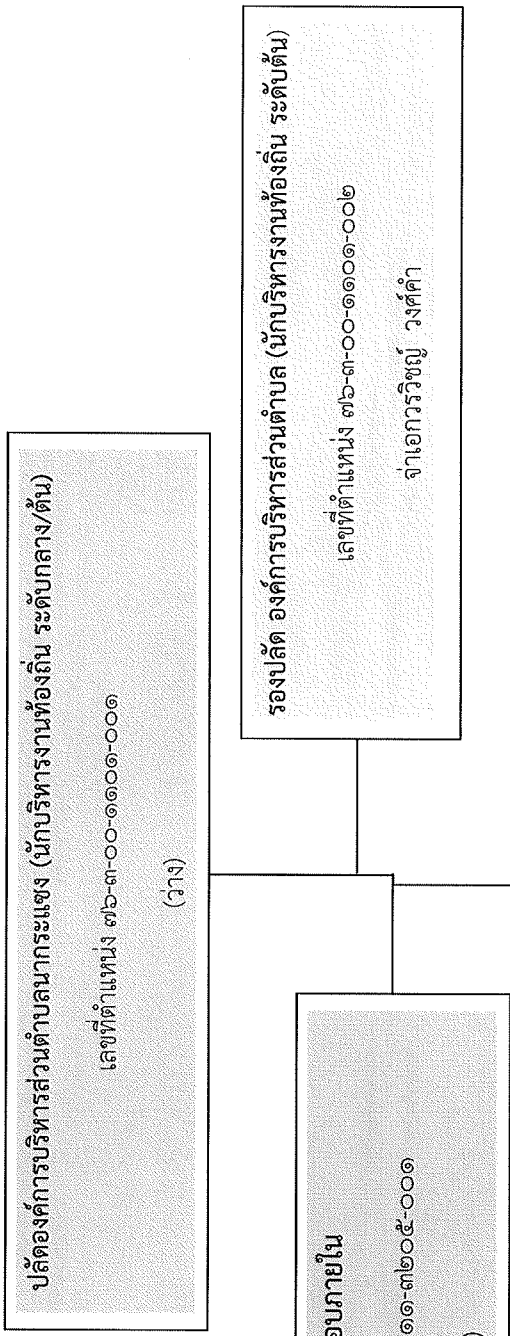 ปลัดองค์การบริหารส่วนตำบลนากระแซง (นักบริหารงานท้องถิ่น ระดับกลาง/ต้น)
เลขที่ตำแหน่ง ๗๖-๓-๐๐-๑๑๐๑-๐๐๑
(ว่าง)
รองปลัด องค์การบริหารส่วนตำบล (นักบริหารงานท้องถิ่น ระดับต้น)
เลขที่ตำแหน่ง ๗๖-๓-๐๐-๑๑๐๑-๐๐๒
จ่าเอกวรวิชญ์ วงศ์คำ
อบภายใน
๑๑-๓๒๐๕-๐๐๑
)